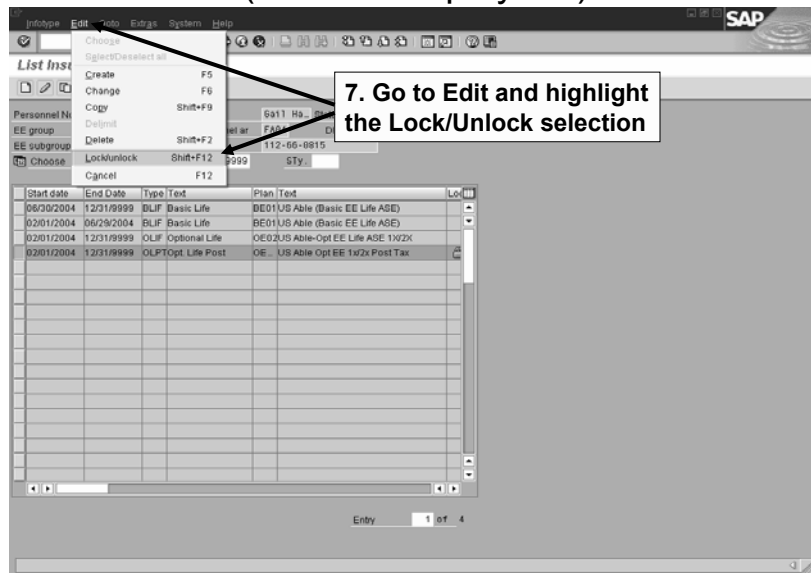 Infotype Edit Goto Extras System Help
SAP
Choose
Select/Deselect all
Create F5
Change F6
Copy Shift+F9
Delimit
Delete Shift+F2
Lock/unlock Shift+F12
Cancel F12
List Insu
7. Go to Edit and highlight
the Lock/Unlock selection
Personnel Nu
Gail Ha..
EE group
EE subgroup
112-66-0815
Choose
9999 STy.
Start date End Date Type Text Plan Text
06/30/2004 12/31/9999 BLIF Basic Life BE01 US Able (Basic EE Life ASE)
02/01/2004 06/29/2004 BLIF Basic Life BE01 US Able (Basic EE Life ASE)
02/01/2004 12/31/9999 OLIF Optional Life OE02 US Able-Opt EE Life ASE 1X/2X
02/01/2004 12/31/9999 OLPT Opt. Life Post OE.. US Able Opt EE 1x/2x Post Tax
Entry 1 of 4